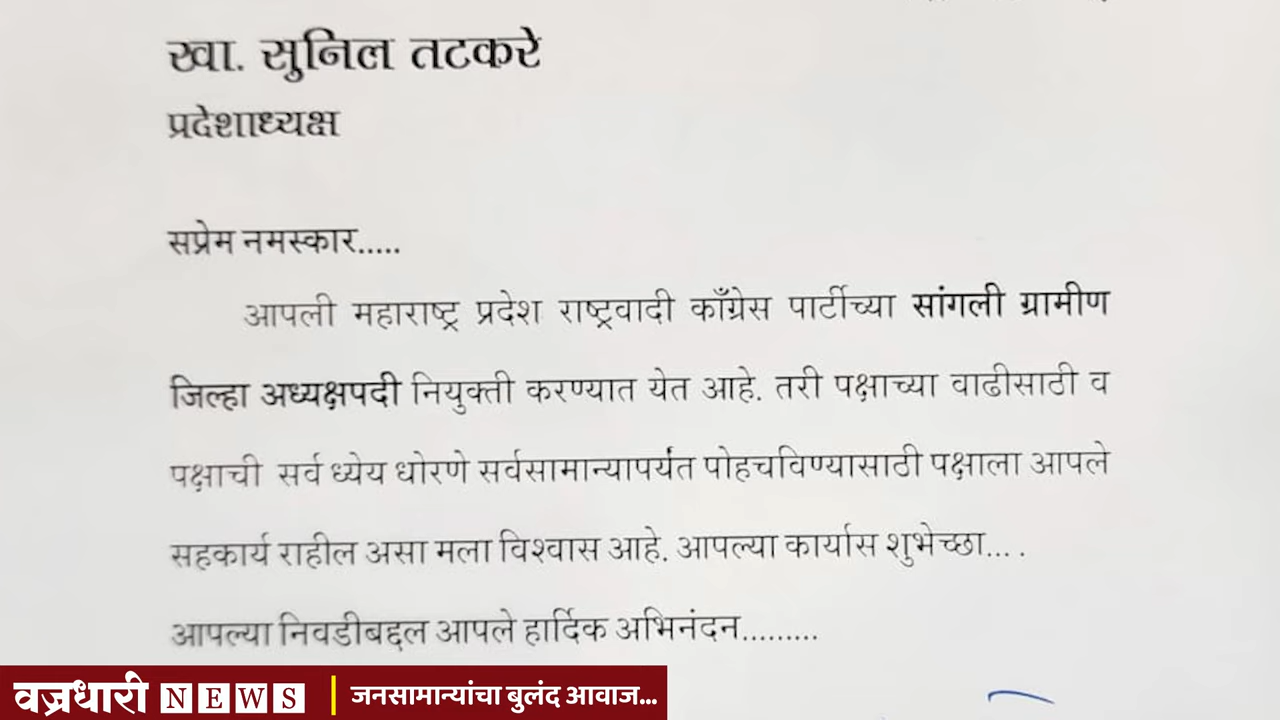 खा. सुनिल तटकरे
प्रदेशाध्यक्ष
सप्रेम नमस्कार.....
आपली महाराष्ट्र प्रदेश राष्ट्रवादी काँग्रेस पार्टीच्या सांगली ग्रामीण
जिल्हा अध्यक्षपदी नियुक्ती करण्यात येत आहे. तरी पक्षाच्या वाढीसाठी व
पक्षाची सर्व ध्येय धोरणे सर्वसामान्यापर्यंत पोहचविण्यासाठी पक्षाला आपले
सहकार्य राहील असा मला विश्वास आहे. आपल्या कार्यास शुभेच्छा... .
आपल्या निवडीबद्दल आपले हार्दिक अभिनंदन.........
वज्रधारी NEWS | जनसामान्यांचा बुलंद आवाज...